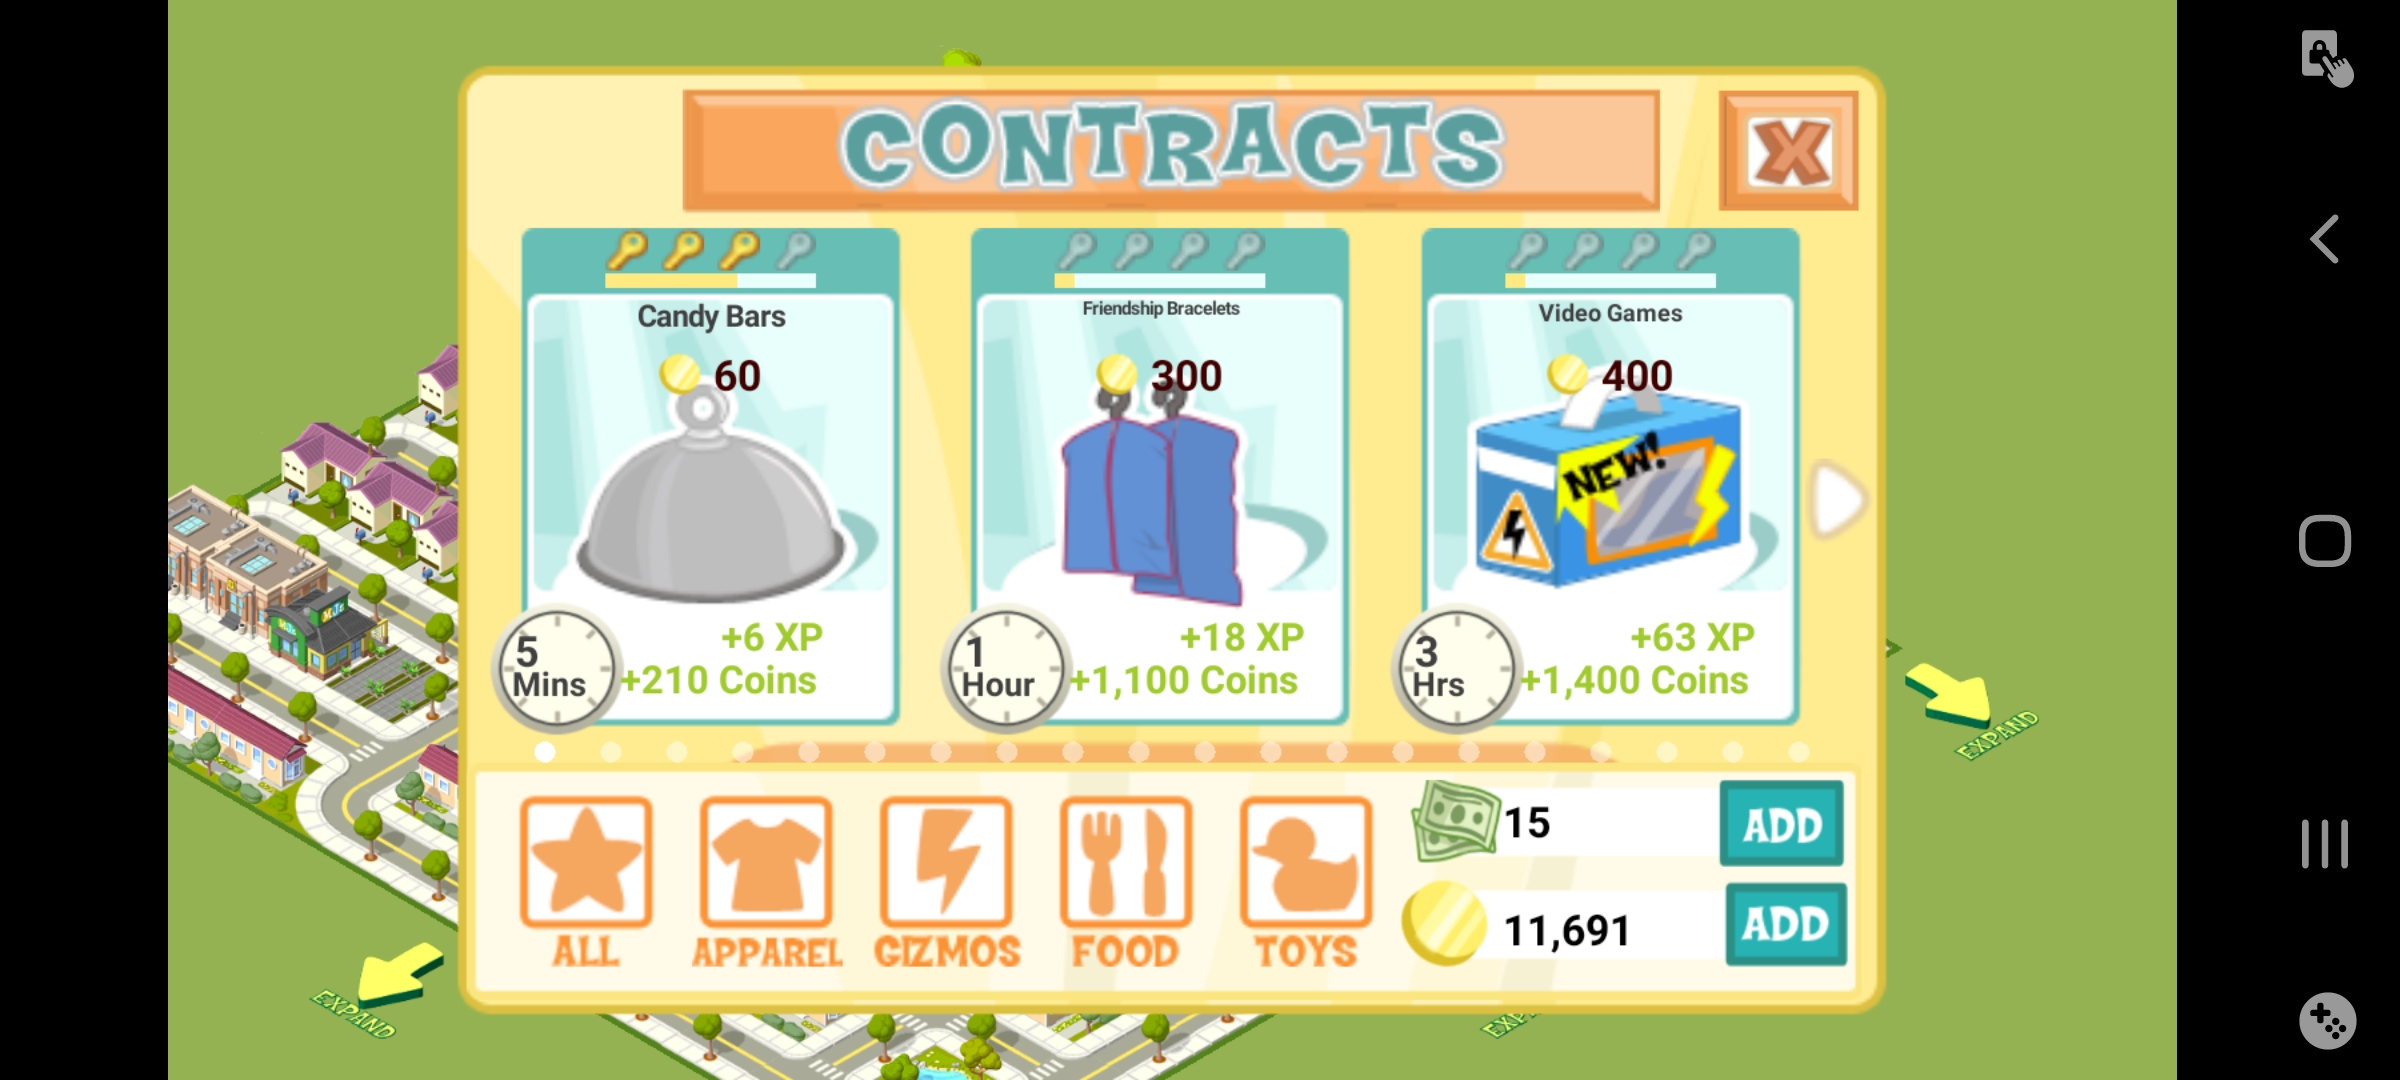 CONTRACTS
X
Candy Bars
60
5
Mins
+6 XP
+210 Coins
Friendship Bracelets
300
1
Hour
+18 XP
+1,100 Coins
Video Games
400
NEW!
3
Hrs
+63 XP
+1,400 Coins
EXPAND
ALL
APPAREL
GIZMOS
FOOD
TOYS
15
ADD
11,691
ADD
EXPAND